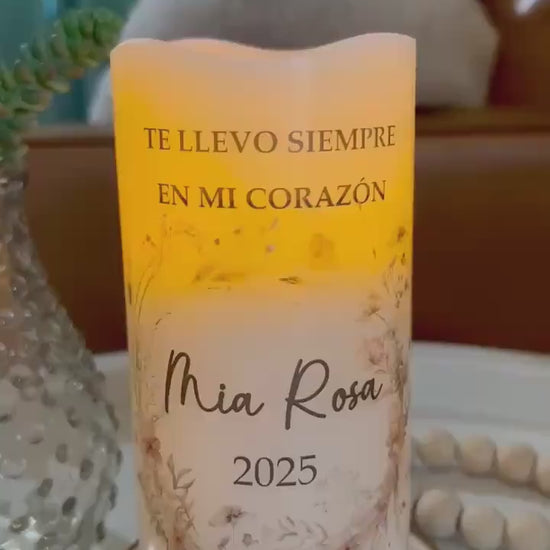 TE LLEVO SIEMPRE
EN MI CORAZÓN
Mia Rosa
2025